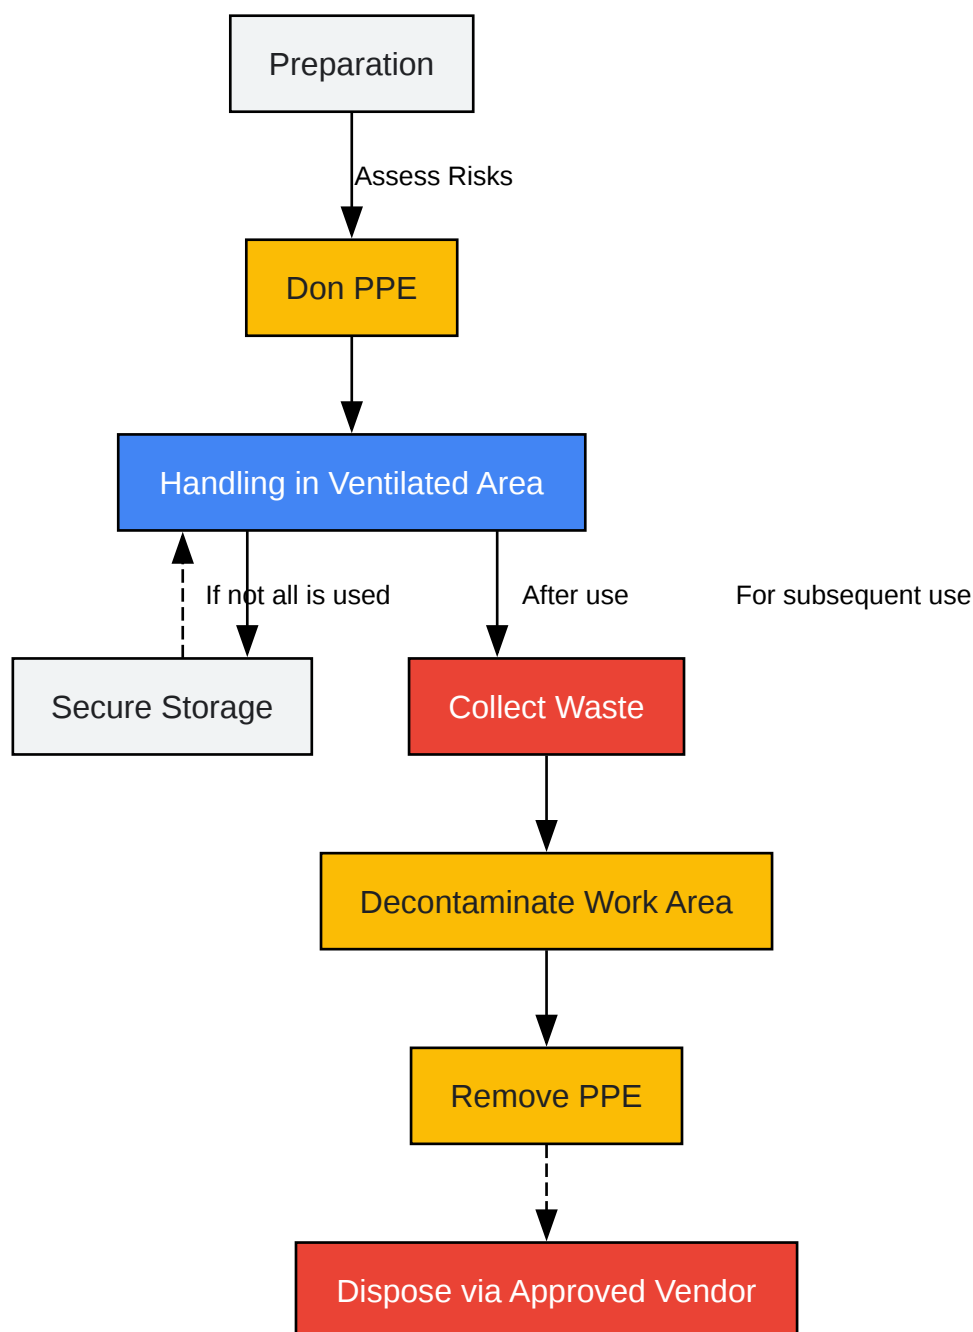 Preparation
Assess Risks
Don PPE
Handling in Ventilated Area
If not all is used
After use
For subsequent use
Secure Storage
Collect Waste
Decontaminate Work Area
Remove PPE
Dispose via Approved Vendor